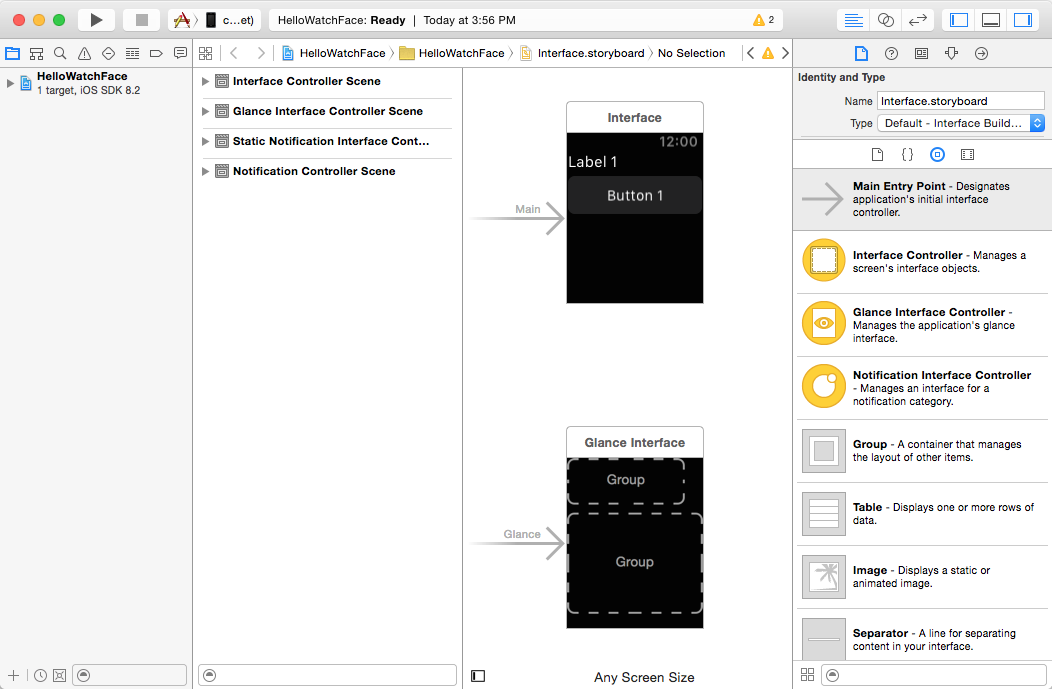 c...et)
HelloWatchFace: Ready | Today at 3:56 PM
2
HelloWatchFace
HelloWatchFace
Interface.storyboard
No Selection
HelloWatchFace
1 target, iOS SDK 8.2
Interface Controller Scene
Glance Interface Controller Scene
Static Notification Interface Cont...
Notification Controller Scene
Interface
12:00
Label 1
Button 1
Main
Glance Interface
Group
Glance
Group
Any Screen Size
Identity and Type
Name Interface.storyboard
Type Default - Interface Build...
{}
Main Entry Point - Designates
application's initial interface
controller.
Interface Controller - Manages a
screen's interface objects.
Glance Interface Controller -
Manages the application's glance
interface.
Notification Interface Controller
- Manages an interface for a
notification category.
Group - A container that manages
the layout of other items.
Table - Displays one or more rows of
data.
Image - Displays a static or
animated image.
Separator - A line for separating
content in your interface.